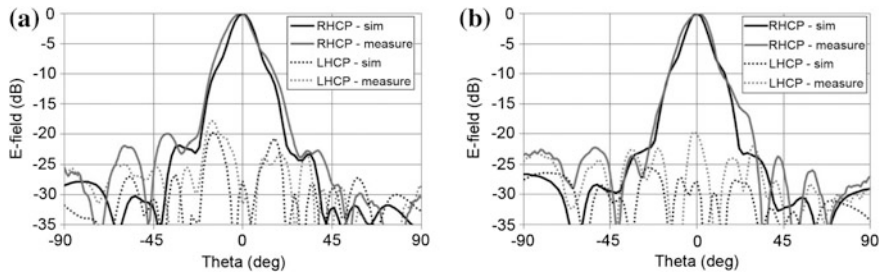 (a)
0
-5
-10
-15
-20
-25
-30
-35
E-field (dB)
RHCP - sim
RHCP - measure
LHCP - sim
LHCP - measure
-90
-45
0
45
90
Theta (deg)
(b)
0
-5
-10
-15
-20
-25
-30
-35
E-field (dB)
RHCP - sim
RHCP - measure
LHCP - sim
LHCP - measure
-90
-45
0
45
90
Theta (deg)